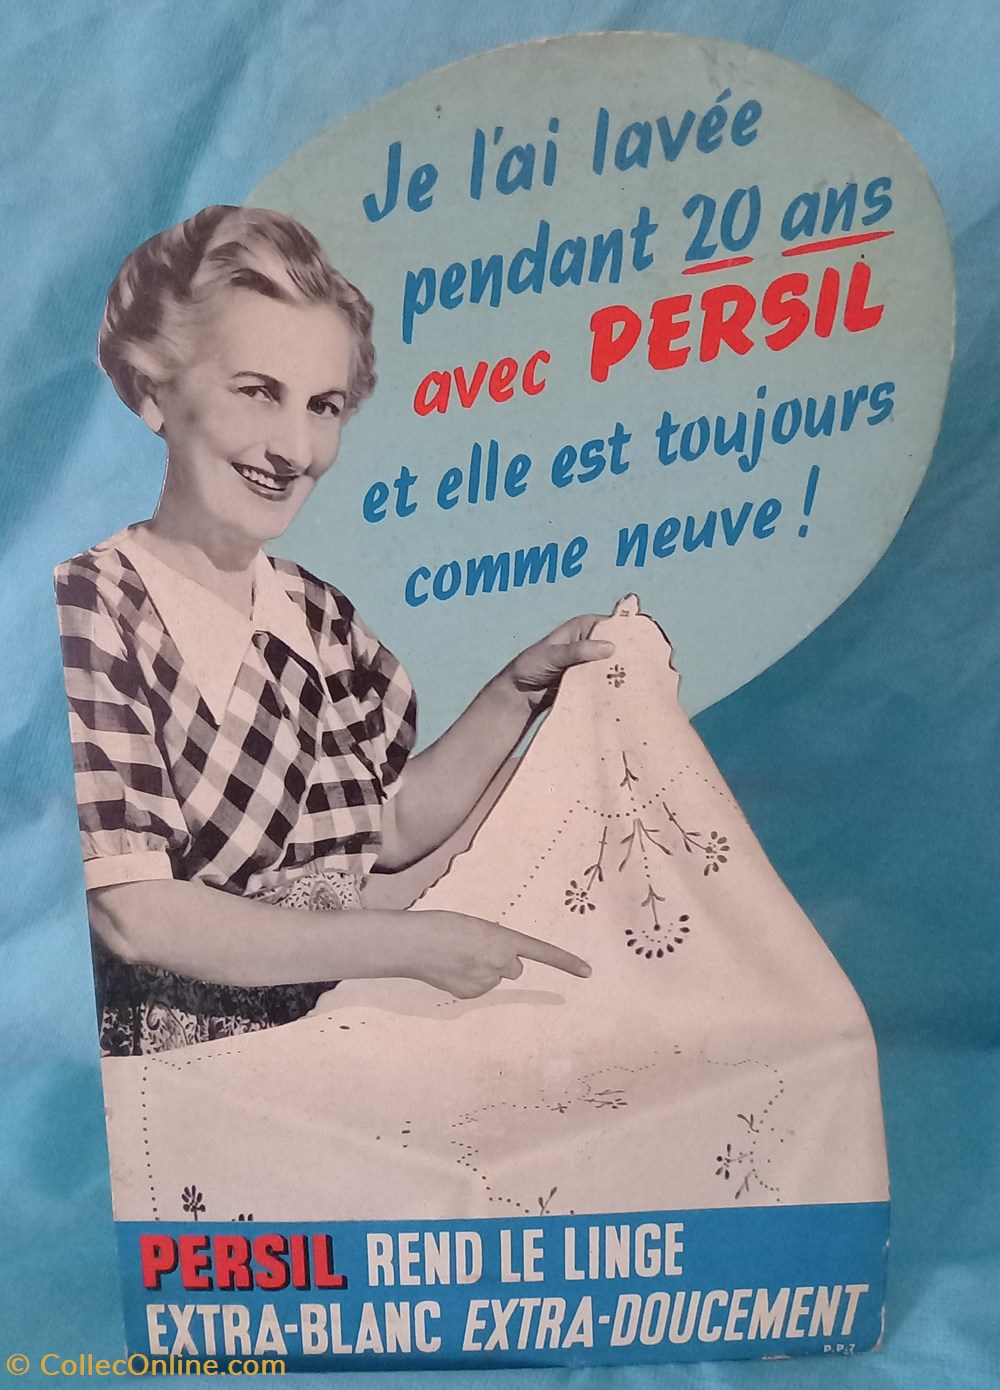 Je l'ai lavée
pendant 20 ans
avec PERSIL
et elle est toujours
comme neuve !
PERSIL REND LE LINGE
EXTRA-BLANC EXTRA-DOUCEMENT
P.P.7
© CollecOnline.com